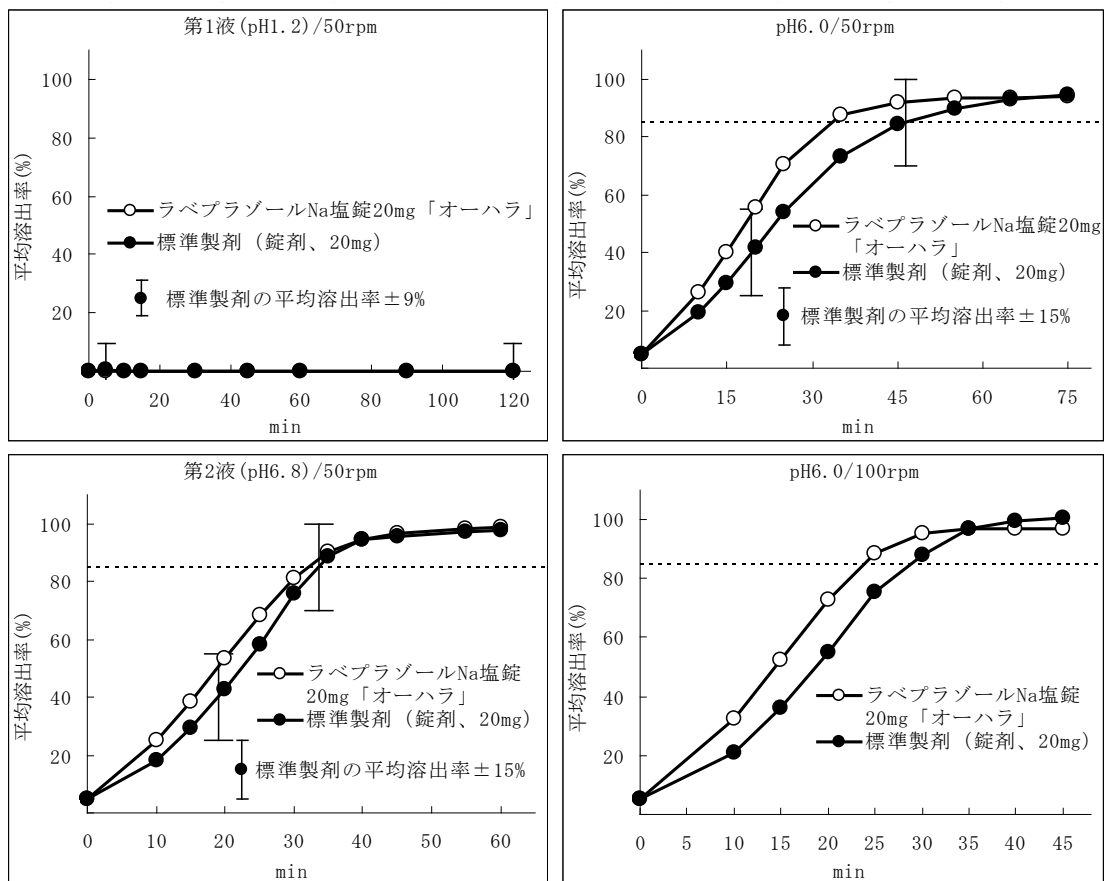 第1液(pH1.2)/50rpm
平均溶出率(%)
100
80
60
40
20
ラベプラゾールNa塩錠20mg「オーハラ」
標準製剤(錠剤、20mg)
標準製剤の平均溶出率±9%
0 20 40 60 80 100 120
min
pH6.0/50rpm
平均溶出率(%)
100
80
60
40
20
ラベプラゾールNa塩錠20mg
「オーハラ」
標準製剤(錠剤、20mg)
標準製剤の平均溶出率±15%
0 15 30 45 60 75
min
第2液(pH6.8)/50rpm
平均溶出率(%)
100
80
60
40
20
ラベプラゾールNa塩錠
20mg「オーハラ」
標準製剤(錠剤、20mg)
標準製剤の平均溶出率±15%
0 10 20 30 40 50 60
min
pH6.0/100rpm
平均溶出率(%)
100
80
60
40
20
ラベプラゾールNa塩錠
20mg「オーハラ」
標準製剤(錠剤、20mg)
0 5 10 15 20 25 30 35 40 45
min